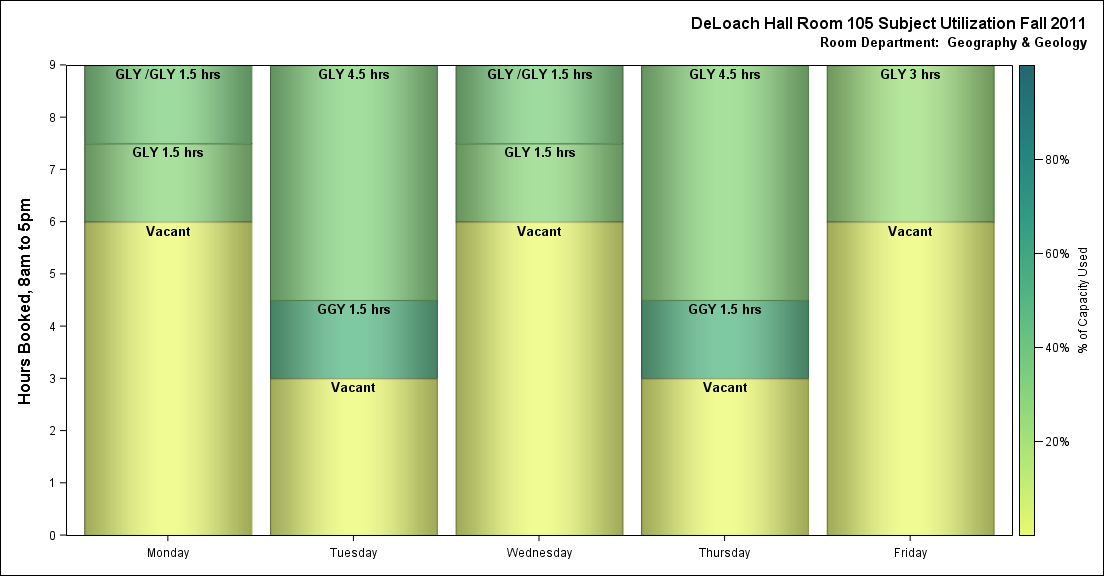 DeLoach Hall Room 105 Subject Utilization Fall 2011
Room Department:  Geography & Geology
Hours Booked, 8am to 5pm
9
8
7
6
5
4
3
2
1
0
GLY /GLY 1.5 hrs
GLY 1.5 hrs
Vacant
GLY 4.5 hrs
GGY 1.5 hrs
Vacant
GLY /GLY 1.5 hrs
GLY 1.5 hrs
Vacant
GLY 4.5 hrs
GGY 1.5 hrs
Vacant
GLY 3 hrs
Vacant
Monday
Tuesday
Wednesday
Thursday
Friday
80%
60%
40%
20%
% of Capacity Used